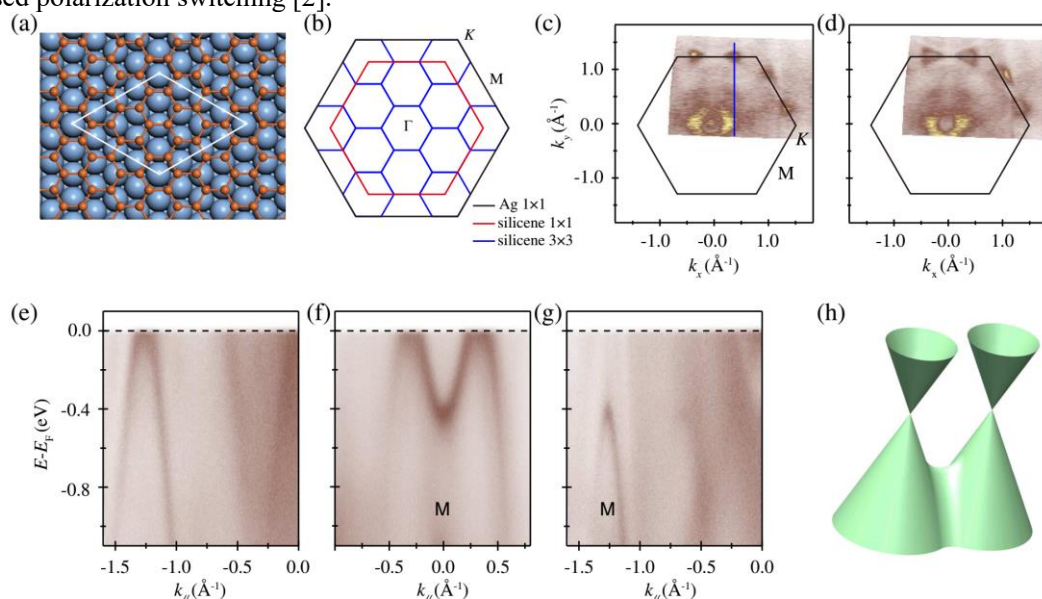 sed polarization switching [2].
(a)
(b)
K
M
Γ
Ag 1×1
silicene 1×1
silicene 3×3
(c)
1.0
0.0
-1.0
k_y (Å⁻¹)
K
M
-1.0 -0.0 1.0
k_x (Å⁻¹)
(d)
-1.0 0.0 1.0
k_x (Å⁻¹)
(e)
0.0
-0.4
-0.8
E-E_F (eV)
-1.5 -1.0 -0.5 0.0
k_// (Å⁻¹)
(f)
M
-0.5 0.0 0.5
k_// (Å⁻¹)
(g)
M
-1.5 -1.0 -0.5 0.0
k_// (Å⁻¹)
(h)